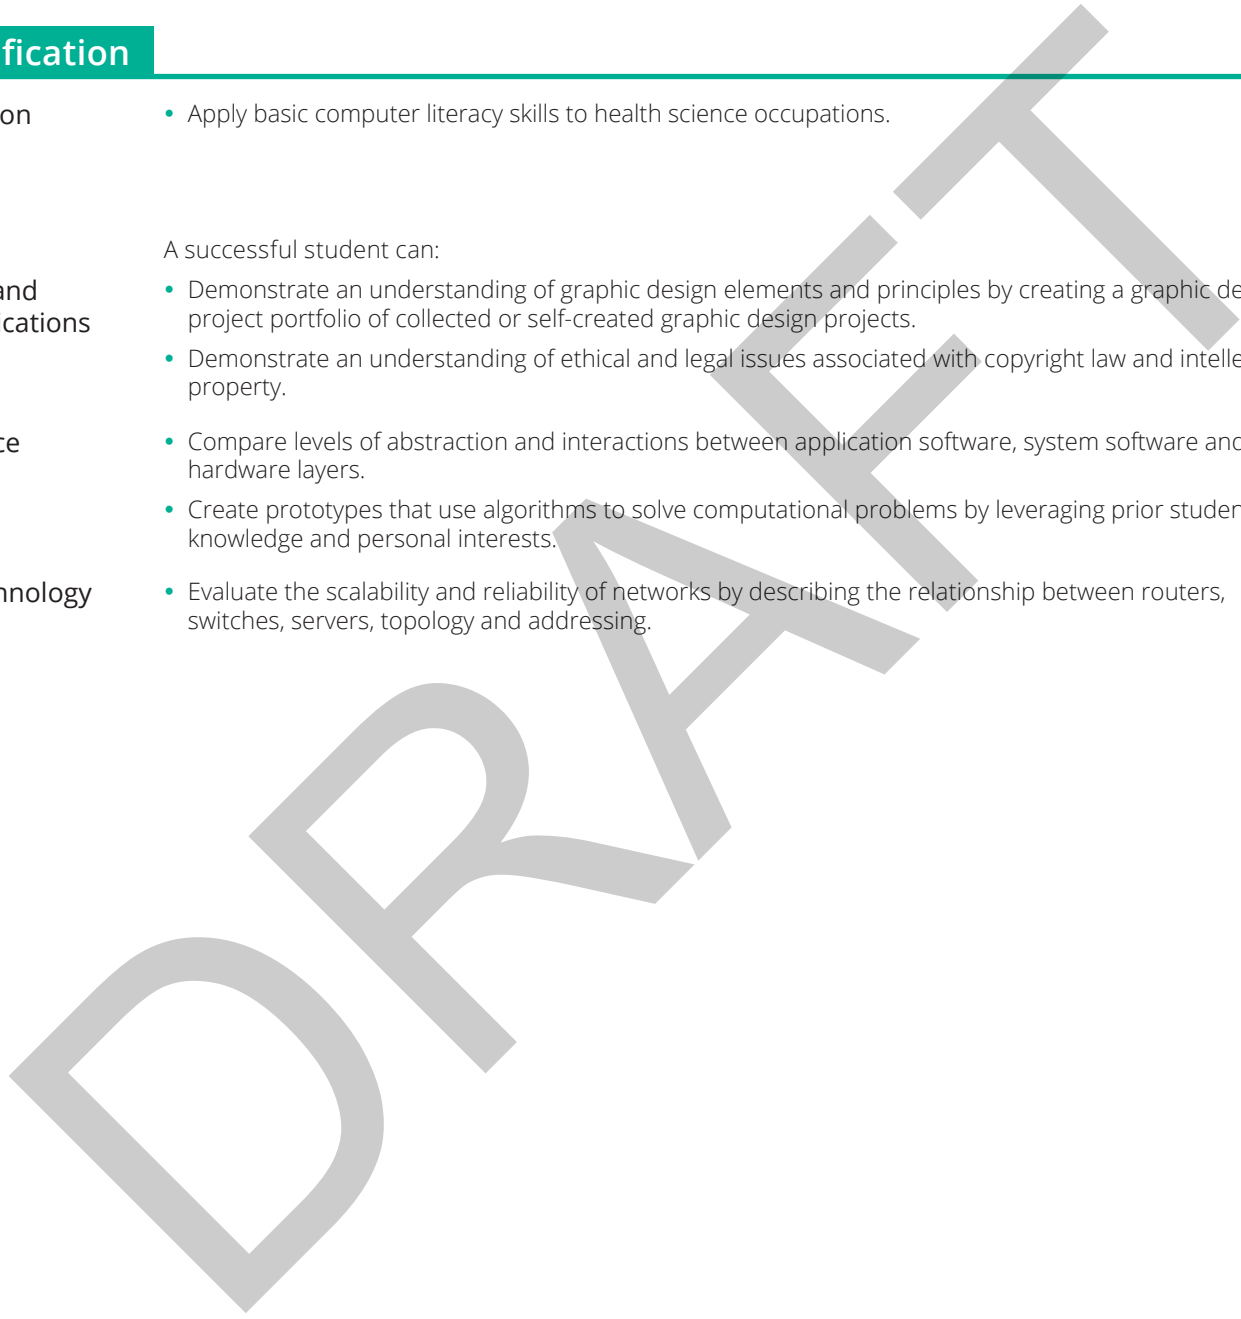 fication
on
• Apply basic computer literacy skills to health science occupations.
A successful student can:
and
ications
• Demonstrate an understanding of graphic design elements and principles by creating a graphic de
project portfolio of collected or self-created graphic design projects.
• Demonstrate an understanding of ethical and legal issues associated with copyright law and intelle
property.
ce
• Compare levels of abstraction and interactions between application software, system software and
hardware layers.
• Create prototypes that use algorithms to solve computational problems by leveraging prior studen
knowledge and personal interests.
hnology
• Evaluate the scalability and reliability of networks by describing the relationship between routers,
switches, servers, topology and addressing.
DRAFT